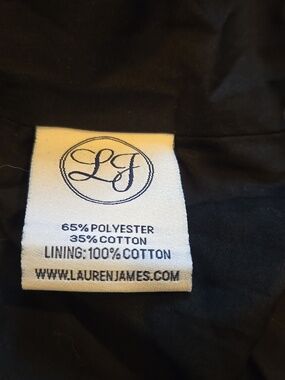 LJ
65% POLYESTER
35% COTTON
LINING: 100% COTTON
WWW.LAURENJAMES.COM